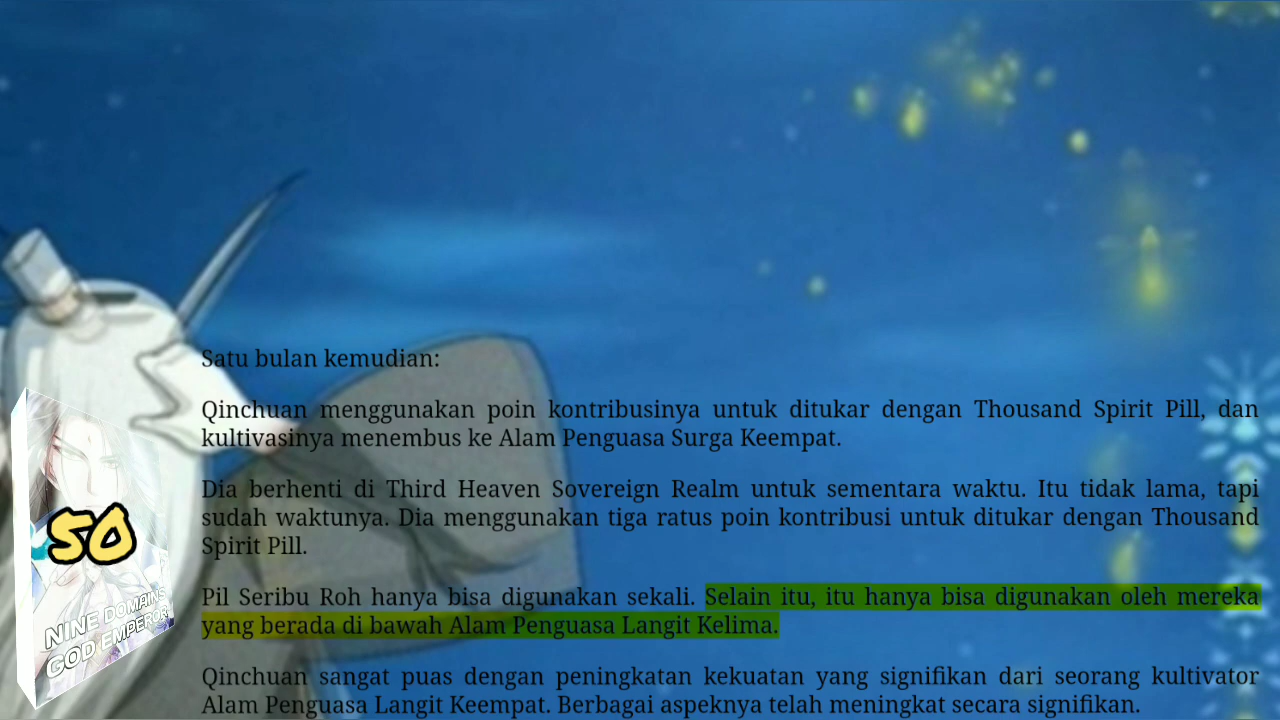 Satu bulan kemudian:
Qinchuan menggunakan poin kontribusinya untuk ditukar dengan Thousand Spirit Pill, dan
kultivasinya menembus ke Alam Penguasa Surga Keempat.
Dia berhenti di Third Heaven Sovereign Realm untuk sementara waktu. Itu tidak lama, tapi
sudah waktunya. Dia menggunakan tiga ratus poin kontribusi untuk ditukar dengan Thousand
Spirit Pill.
Pil Seribu Roh hanya bisa digunakan sekali. Selain itu, itu hanya bisa digunakan oleh mereka
yang berada di bawah Alam Penguasa Langit Kelima.
Qinchuan sangat puas dengan peningkatan kekuatan yang signifikan dari seorang kultivator
Alam Penguasa Langit Keempat. Berbagai aspeknya telah meningkat secara signifikan.
50
NINE DOMAINS
GOD EMPEROR